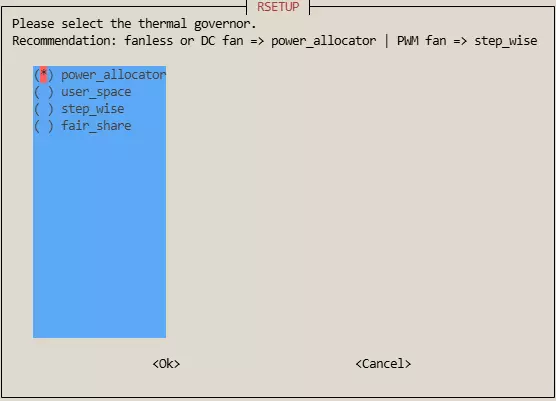 RSETUP
Please select the thermal governor.
Recommendation: fanless or DC fan => power_allocator | PWM fan => step_wise
(*) power_allocator
( ) user_space
( ) step_wise
( ) fair_share
<Ok> <Cancel>